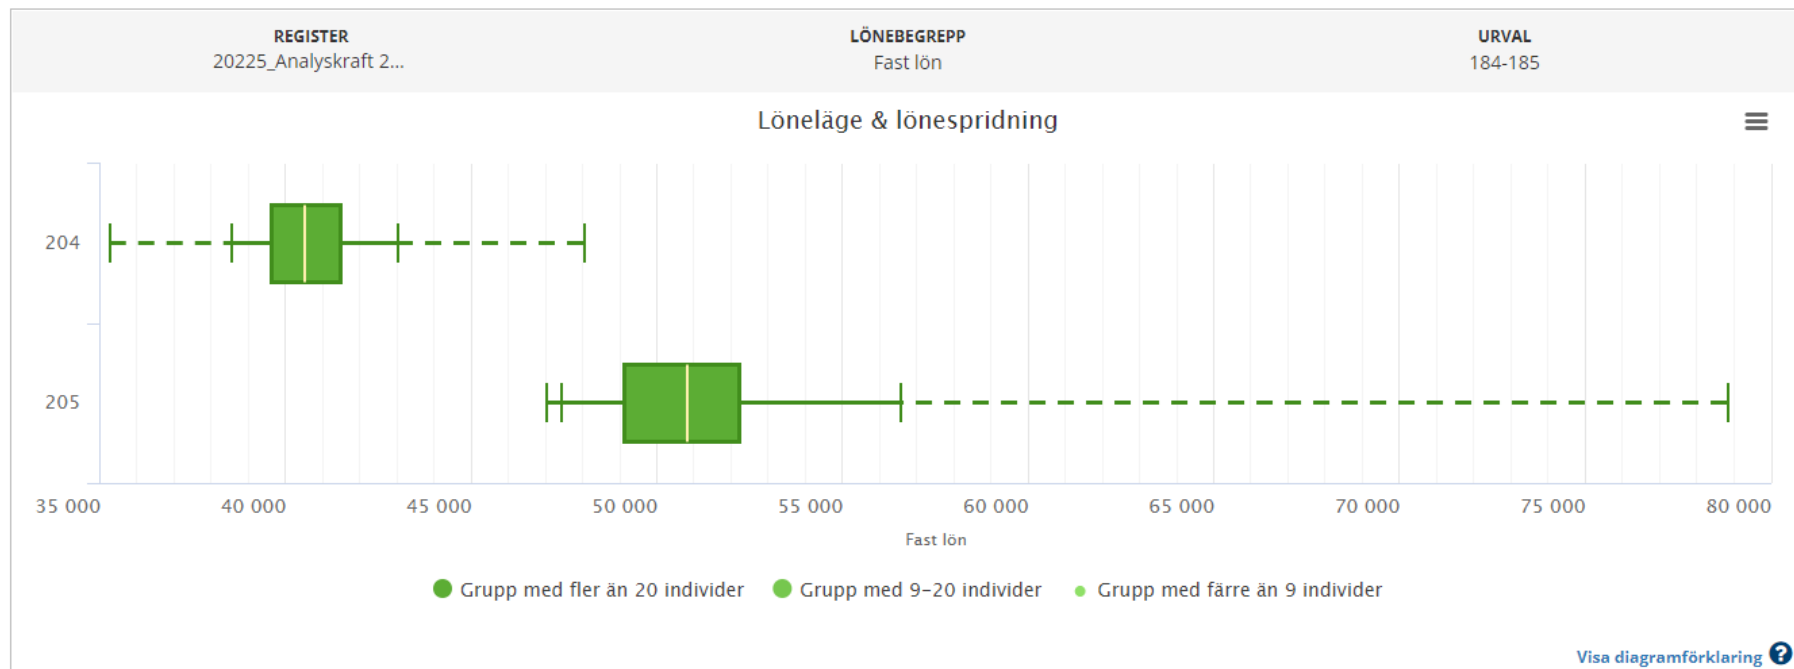 REGISTER
20225_Analyskraft 2...
LÖNEBEGREPP
Fast lön
URVAL
184-185
Löneläge & lönespridning
204
205
35 000 40 000 45 000 50 000 55 000 60 000 65 000 70 000 75 000 80 000
Fast lön
Grupp med fler än 20 individer Grupp med 9–20 individer Grupp med färre än 9 individer
Visa diagramförklaring ?